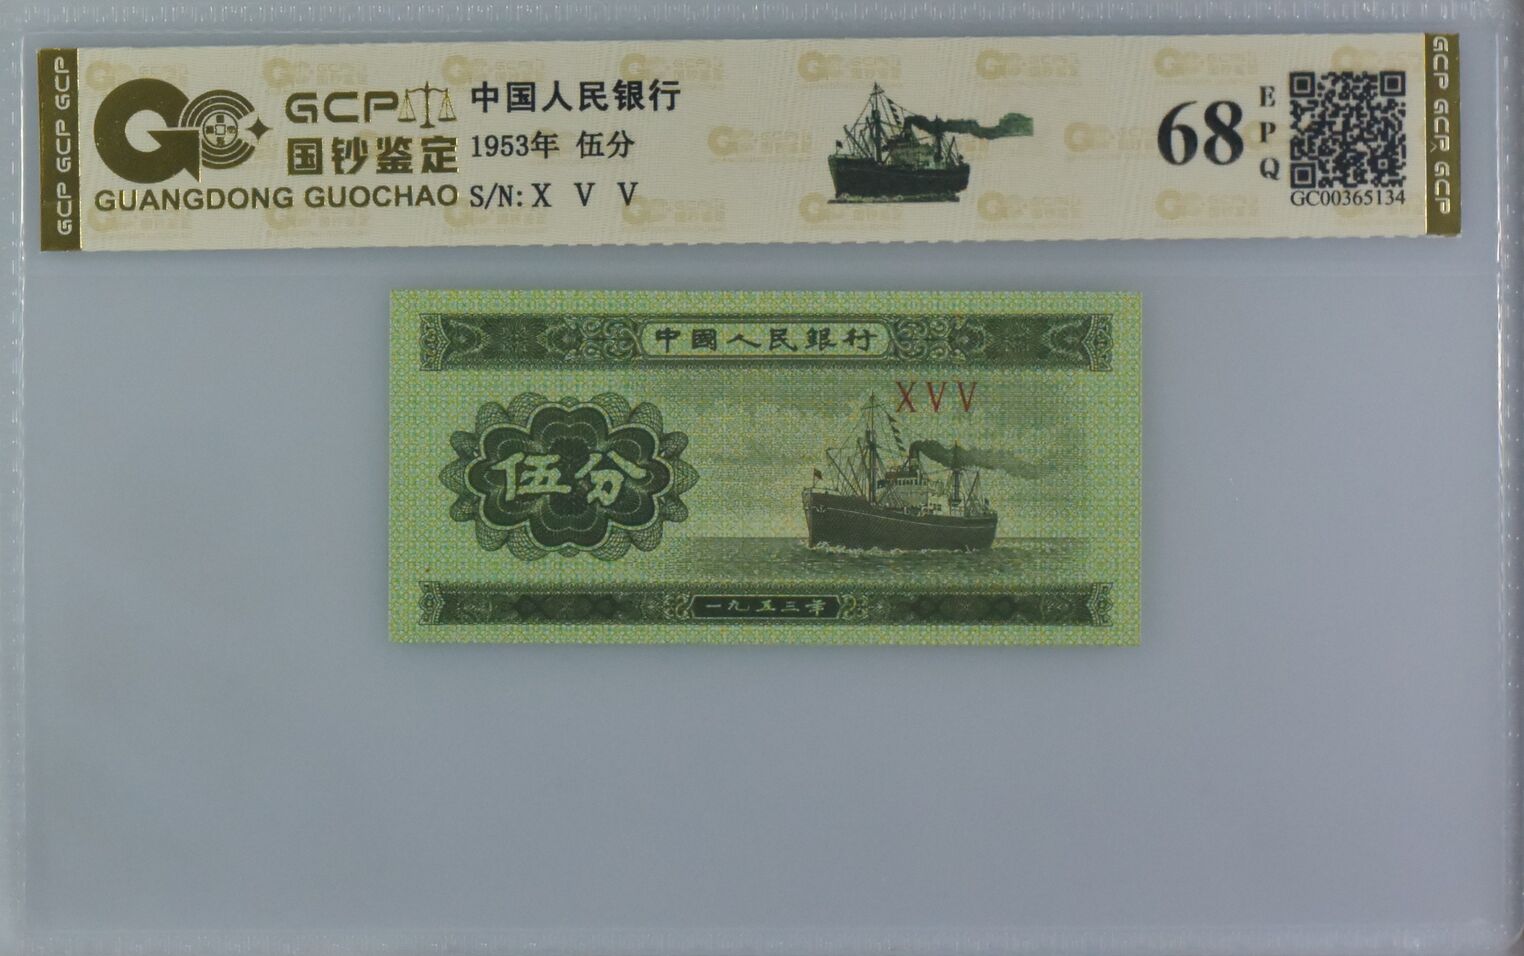 GCP GCP GCP
GCP
国钞鉴定
GUANGDONG GUOCHAO
中国人民银行
1953年 伍分
S/N: X V V
68
EPQ
GC00365134
GCP GCP GCP
中國人民銀行
XVV
伍分
一九五三年